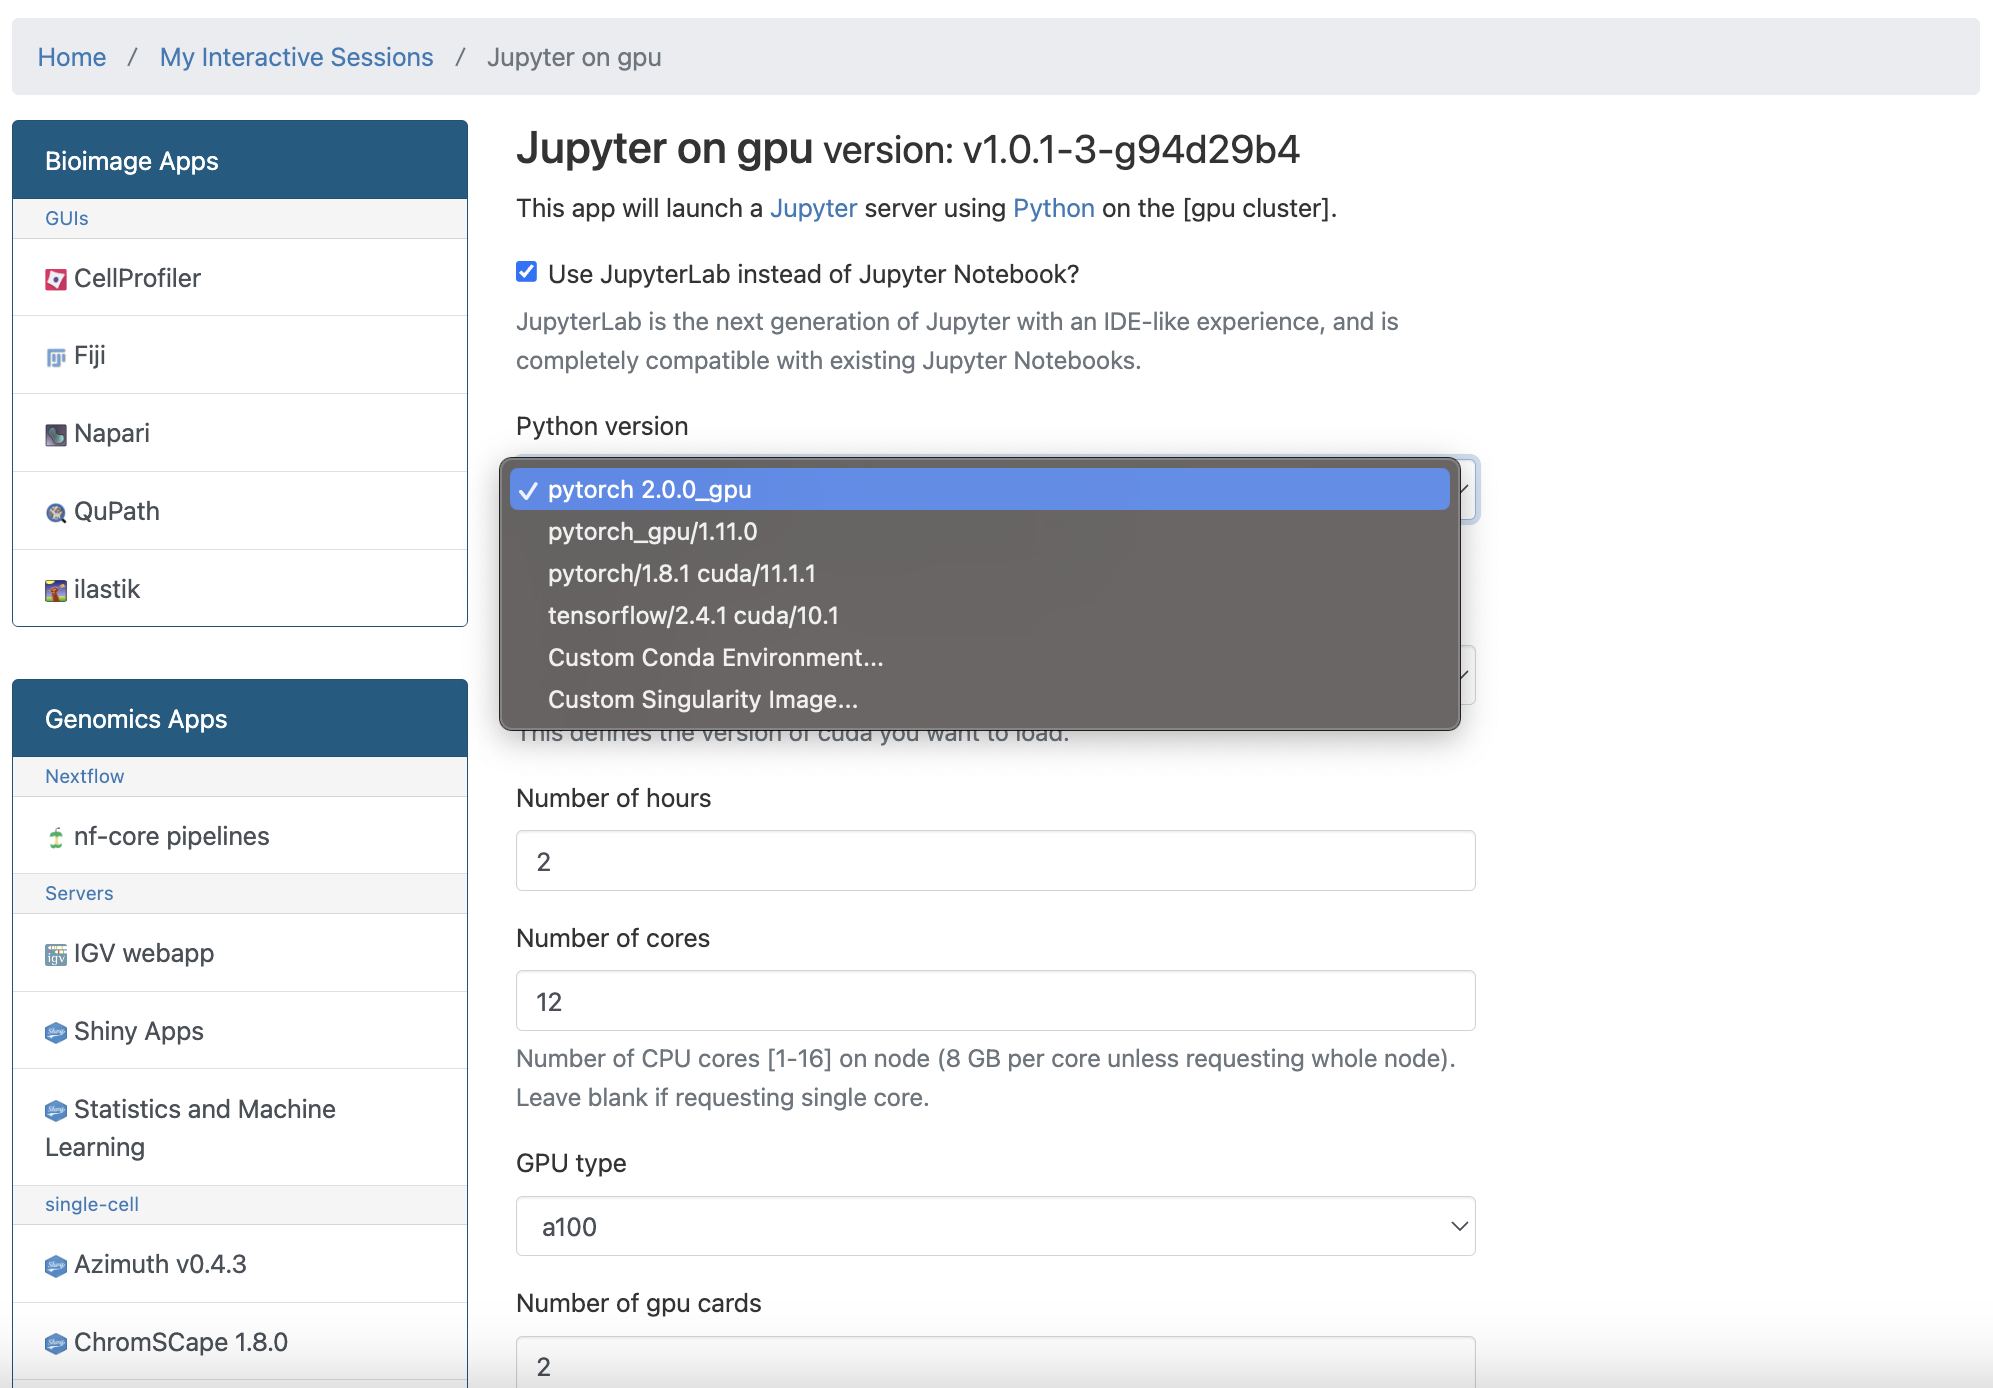 Home / My Interactive Sessions / Jupyter on gpu
Bioimage Apps
GUIs
CellProfiler
Fiji
Napari
QuPath
ilastik
Genomics Apps
Nextflow
nf-core pipelines
Servers
IGV webapp
Shiny Apps
Statistics and Machine
Learning
single-cell
Azimuth v0.4.3
ChromSCape 1.8.0
Jupyter on gpu version: v1.0.1-3-g94d29b4
This app will launch a Jupyter server using Python on the [gpu cluster].
Use JupyterLab instead of Jupyter Notebook?
JupyterLab is the next generation of Jupyter with an IDE-like experience, and is
completely compatible with existing Jupyter Notebooks.
Python version
pytorch 2.0.0_gpu
pytorch_gpu/1.11.0
pytorch/1.8.1 cuda/11.1.1
tensorflow/2.4.1 cuda/10.1
Custom Conda Environment...
Custom Singularity Image...
This defines the version of cuda you want to load.
Number of hours
2
Number of cores
12
Number of CPU cores [1-16] on node (8 GB per core unless requesting whole node).
Leave blank if requesting single core.
GPU type
a100
Number of gpu cards
2